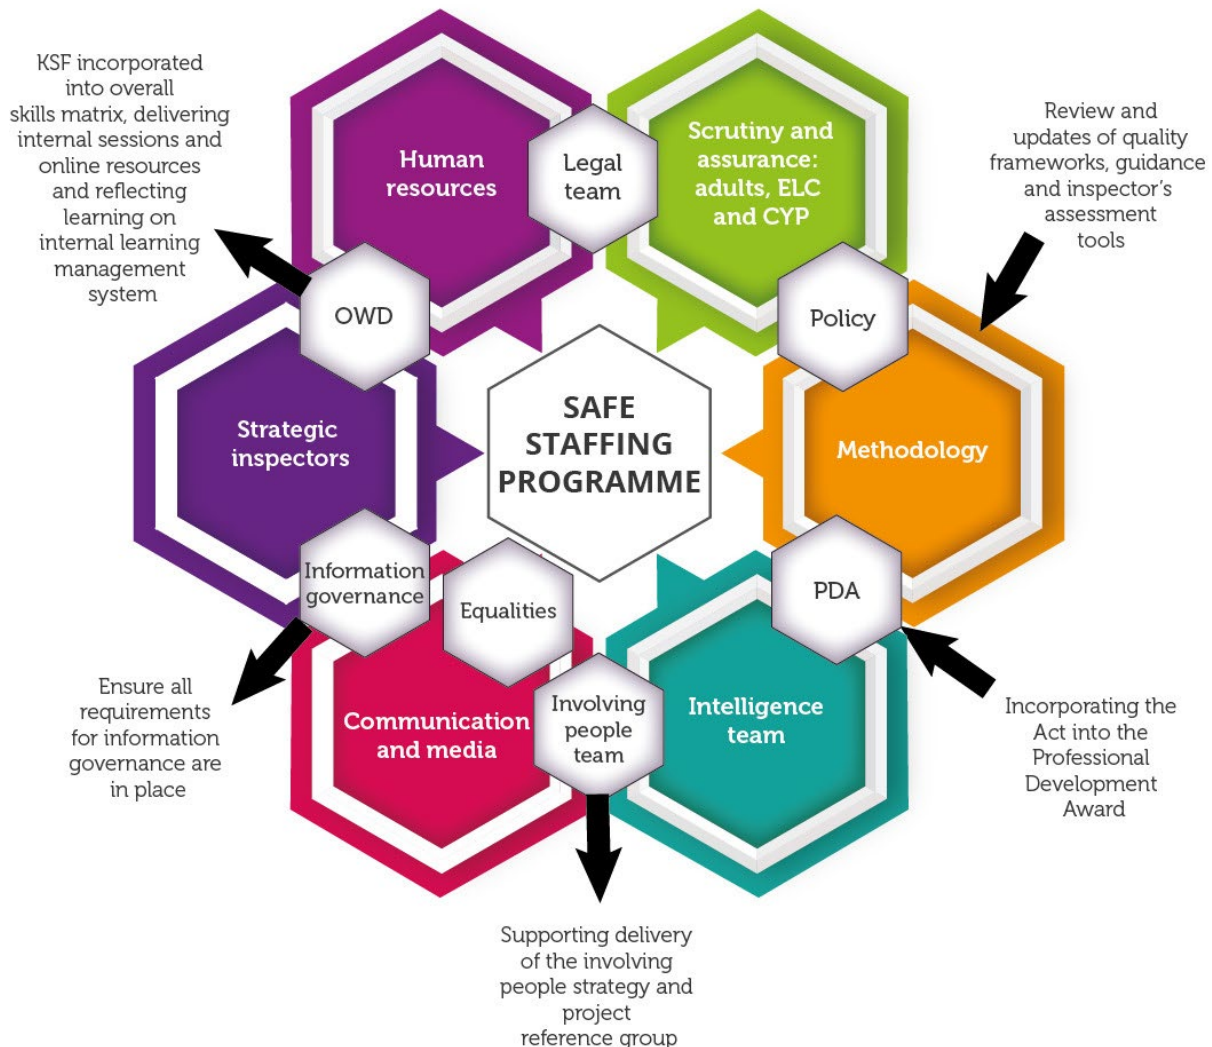 KSF incorporated
into overall
skills matrix, delivering
internal sessions and
online resources
and reflecting
learning on
internal learning
management
system
Human
resources
Legal
team
Scrutiny and
assurance:
adults, ELC
and CYP
Review and
updates of quality
frameworks, guidance
and inspector's
assessment
tools
OWD
Policy
Strategic
inspectors
SAFE
STAFFING
PROGRAMME
Methodology
Information
governance
Equalities
PDA
Ensure all
requirements
for information
governance are
in place
Communication
and media
Involving
people
team
Intelligence
team
Incorporating the
Act into the
Professional
Development
Award
Supporting delivery
of the involving
people strategy and
project
reference group